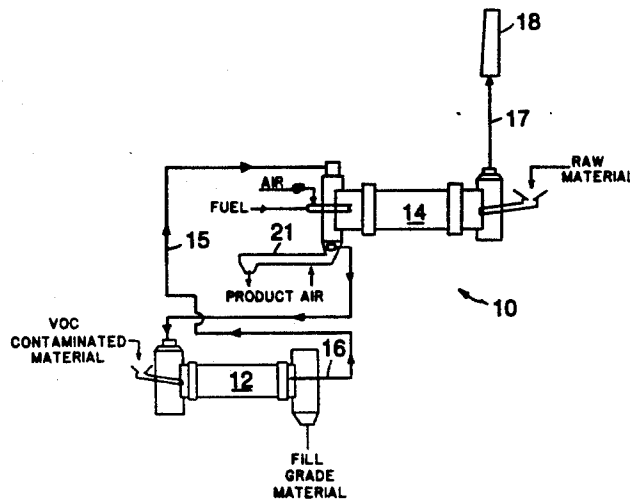 18
17
RAW
MATERIAL
AIR
FUEL
14
15
21
PRODUCT AIR
10
VOC
CONTAMINATED
MATERIAL
12
16
FILL
GRADE
MATERIAL